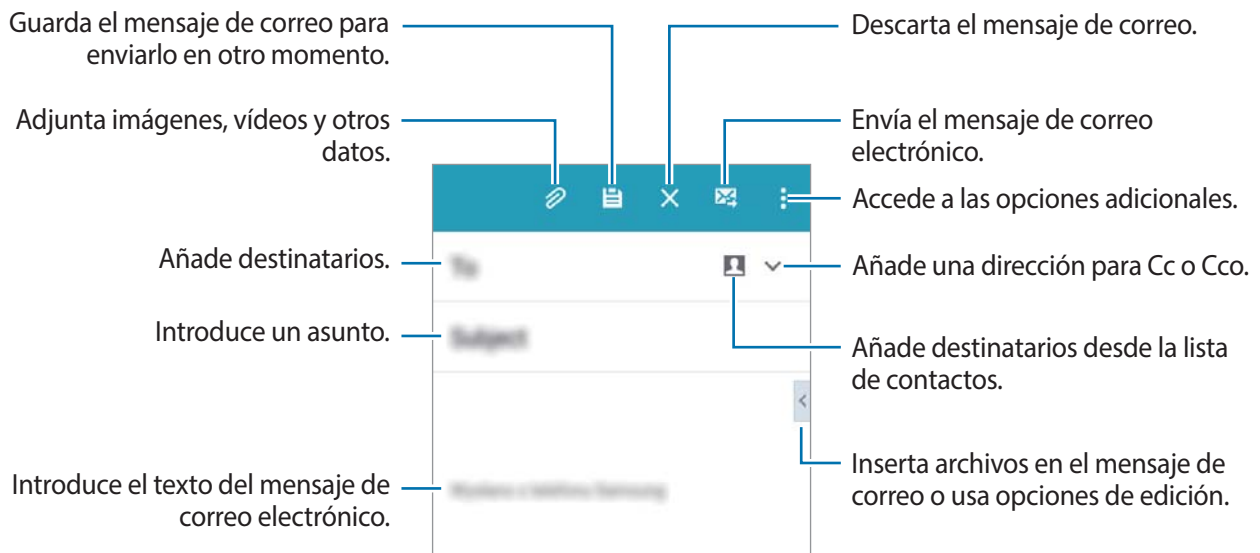 Guarda el mensaje de correo para
enviarlo en otro momento.
Descarta el mensaje de correo.
Adjunta imágenes, vídeos y otros
datos.
Envía el mensaje de correo
electrónico.
Accede a las opciones adicionales.
Añade destinatarios.
To
Añade una dirección para Cc o Cco.
Introduce un asunto.
Subject
Añade destinatarios desde la lista
de contactos.
Inserta archivos en el mensaje de
correo o usa opciones de edición.
Introduce el texto del mensaje de
correo electrónico.